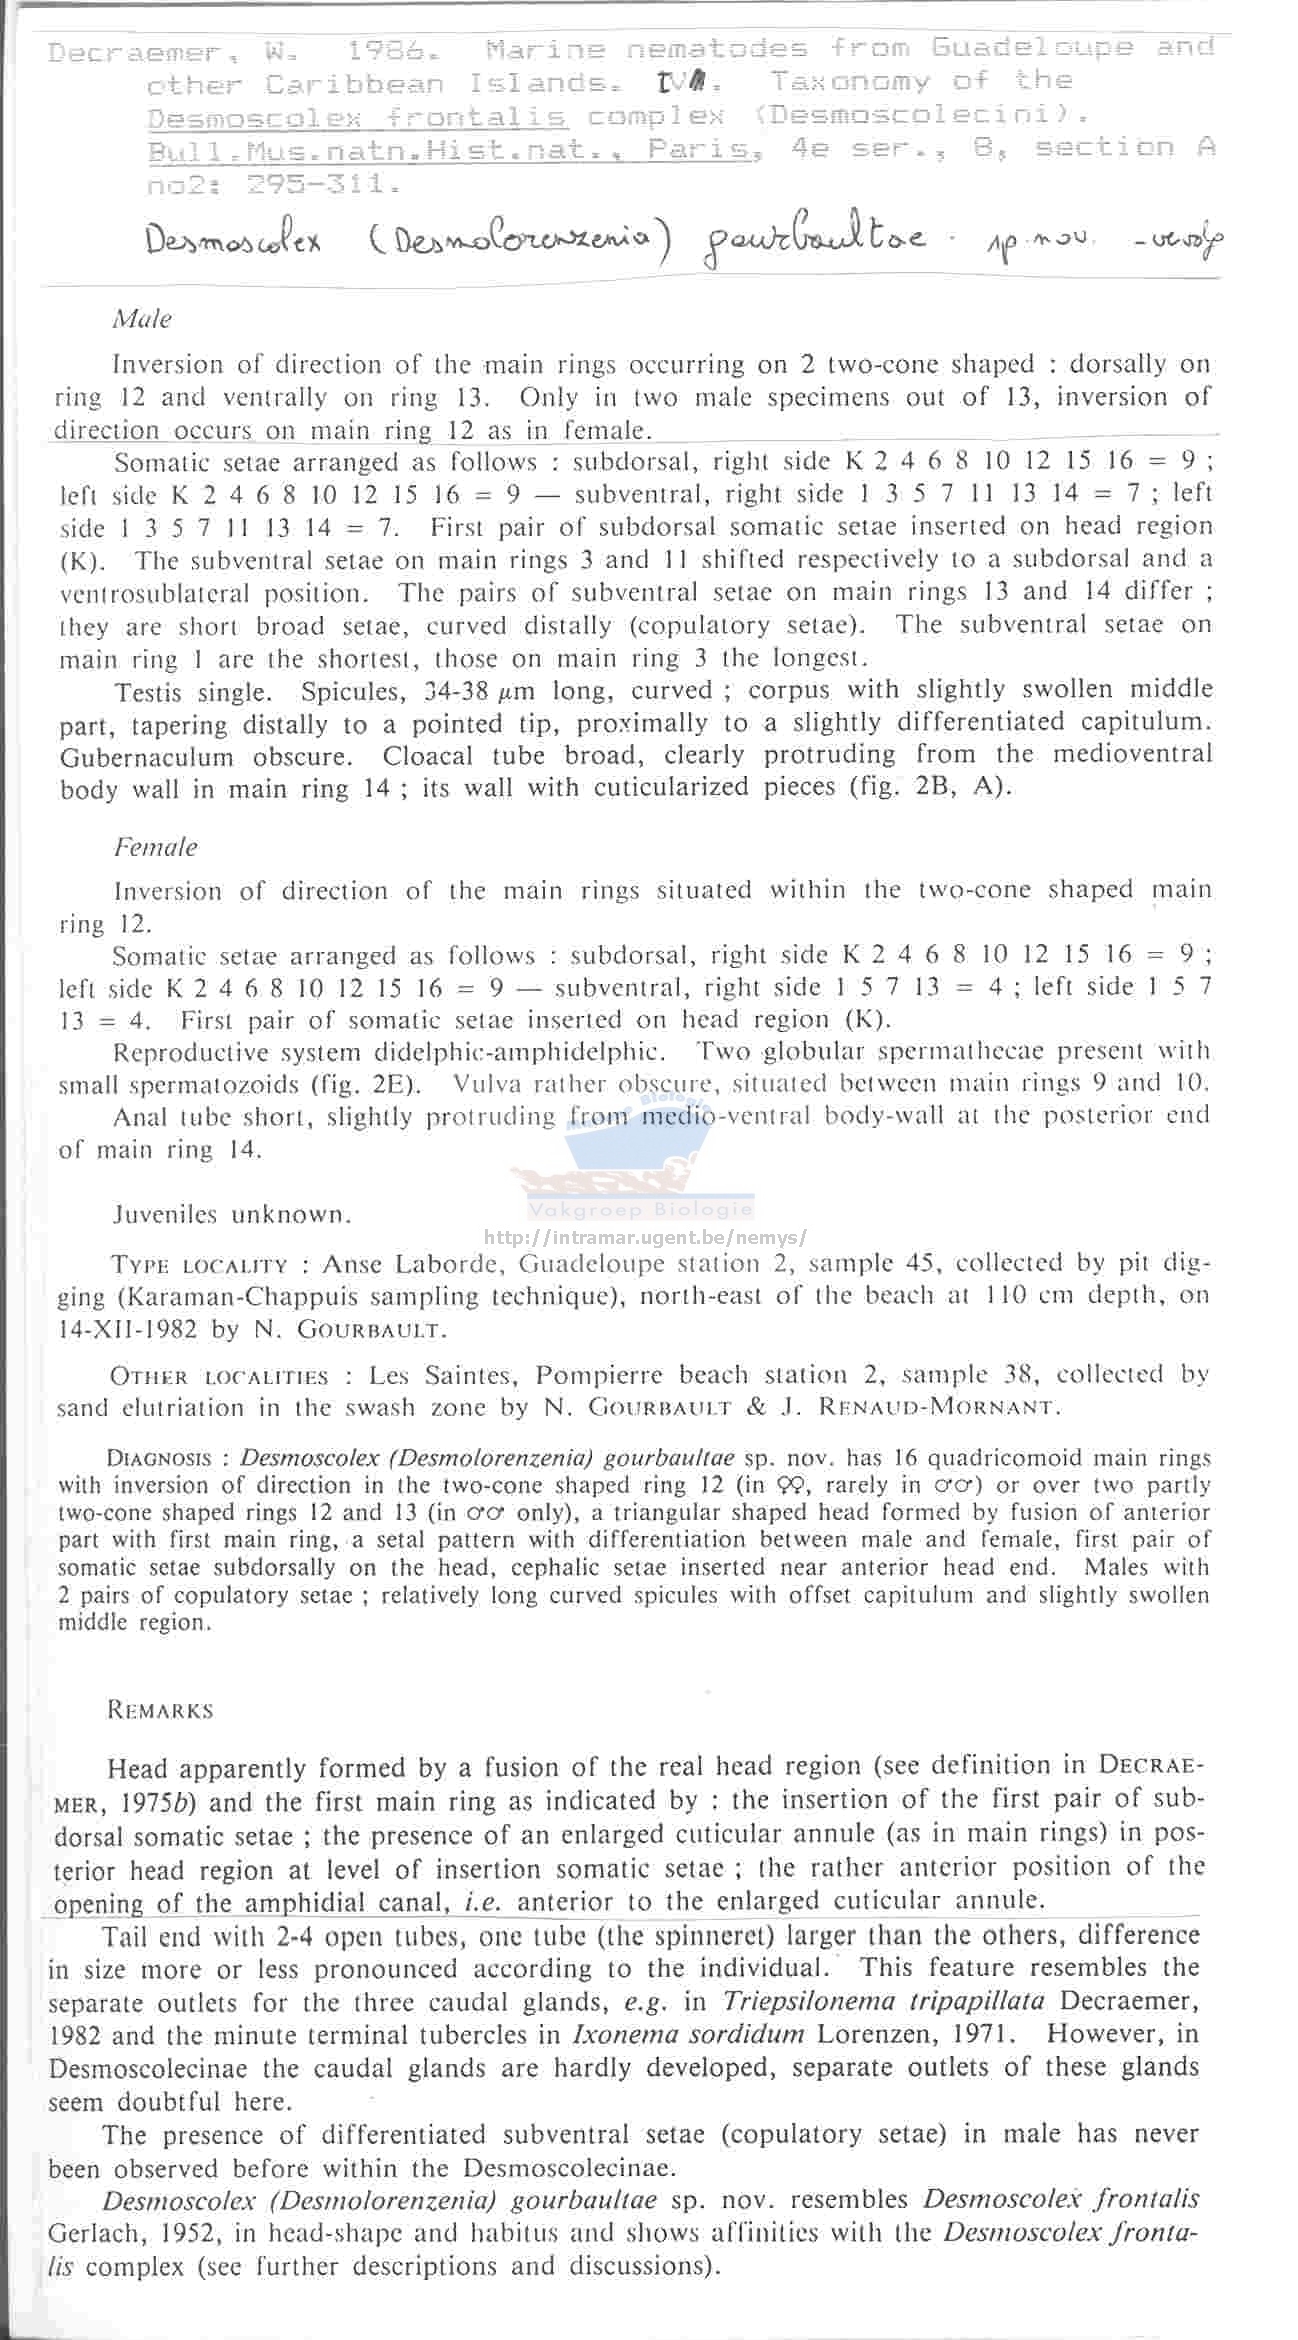 Decraemer, W. 1986. Marine nematodes from Guadeloupe and
other Caribbean Islands. IV. Taxonomy of the
Desmoscolex frontalis complex (Desmoscolecini).
Bull.Mus.natn.Hist.nat., Paris, 4e ser., 8, section A
no2: 295-311.
Desmoscolex (Desmolorenzenia) gourbaultae. sp. nov.
Male
Inversion of direction of the main rings occurring on 2 two-cone shaped : dorsally on
ring 12 and ventrally on ring 13. Only in two male specimens out of 13, inversion of
direction occurs on main ring 12 as in female.
Somatic setae arranged as follows : subdorsal, right side K 2 4 6 8 10 12 15 16 = 9 ;
left side K 2 4 6 8 10 12 15 16 = 9 — subventral, right side 1 3 5 7 11 13 14 = 7 ; left
side 1 3 5 7 11 13 14 = 7. First pair of subdorsal somatic setae inserted on head region
(K). The subventral setae on main rings 3 and 11 shifted respectively to a subdorsal and a
ventrosublateral position. The pairs of subventral setae on main rings 13 and 14 differ ;
they are short broad setae, curved distally (copulatory setae). The subventral setae on
main ring 1 are the shortest, those on main ring 3 the longest.
Testis single. Spicules, 34-38 µm long, curved ; corpus with slightly swollen middle
part, tapering distally to a pointed tip, proximally to a slightly differentiated capitulum.
Gubernaculum obscure. Cloacal tube broad, clearly protruding from the medioventral
body wall in main ring 14 ; its wall with cuticularized pieces (fig. 2B, A).
Female
Inversion of direction of the main rings situated within the two-cone shaped main
ring 12.
Somatic setae arranged as follows : subdorsal, right side K 2 4 6 8 10 12 15 16 = 9 ;
left side K 2 4 6 8 10 12 15 16 = 9 — subventral, right side 1 5 7 13 = 4 ; left side 1 5 7
13 = 4. First pair of somatic setae inserted on head region (K).
Reproductive system didelphic-amphidelphic. Two globular spermathecae present with
small spermatozoids (fig. 2E). Vulva rather obscure, situated between main rings 9 and 10.
Anal tube short, slightly protruding from medio-ventral body-wall at the posterior end
of main ring 14.
Biologie
Vakgroep Biologie
Juveniles unknown.
http://intramar.ugent.be/nemys/
TYPE LOCALITY : Anse Laborde, Guadeloupe station 2, sample 45, collected by pit dig-
ging (Karaman-Chappuis sampling technique), north-east of the beach at 110 cm depth, on
14-XII-1982 by N. GOURBAULT.
OTHER LOCALITIES : Les Saintes, Pompierre beach station 2, sample 38, collected by
sand elutriation in the swash zone by N. GOURBAULT & J. RENAUD-MORNANT.
DIAGNOSIS : Desmoscolex (Desmolorenzenia) gourbaultae sp. nov. has 16 quadricomoid main rings
with inversion of direction in the two-cone shaped ring 12 (in ♀♀, rarely in ♂♂) or over two partly
two-cone shaped rings 12 and 13 (in ♂♂ only), a triangular shaped head formed by fusion of anterior
part with first main ring, a setal pattern with differentiation between male and female, first pair of
somatic setae subdorsally on the head, cephalic setae inserted near anterior head end. Males with
2 pairs of copulatory setae ; relatively long curved spicules with offset capitulum and slightly swollen
middle region.
REMARKS
Head apparently formed by a fusion of the real head region (see definition in DECRAE-
MER, 1975b) and the first main ring as indicated by : the insertion of the first pair of sub-
dorsal somatic setae ; the presence of an enlarged cuticular annule (as in main rings) in pos-
terior head region at level of insertion somatic setae ; the rather anterior position of the
opening of the amphidial canal, i.e. anterior to the enlarged cuticular annule.
Tail end with 2-4 open tubes, one tube (the spinneret) larger than the others, difference
in size more or less pronounced according to the individual. This feature resembles the
separate outlets for the three caudal glands, e.g. in Triepsilonema tripapillata Decraemer,
1982 and the minute terminal tubercles in Ixonema sordidum Lorenzen, 1971. However, in
Desmoscolecinae the caudal glands are hardly developed, separate outlets of these glands
seem doubtful here.
The presence of differentiated subventral setae (copulatory setae) in male has never
been observed before within the Desmoscolecinae.
Desmoscolex (Desmolorenzenia) gourbaultae sp. nov. resembles Desmoscolex frontalis
Gerlach, 1952, in head-shape and habitus and shows affinities with the Desmoscolex fronta-
lis complex (see further descriptions and discussions).